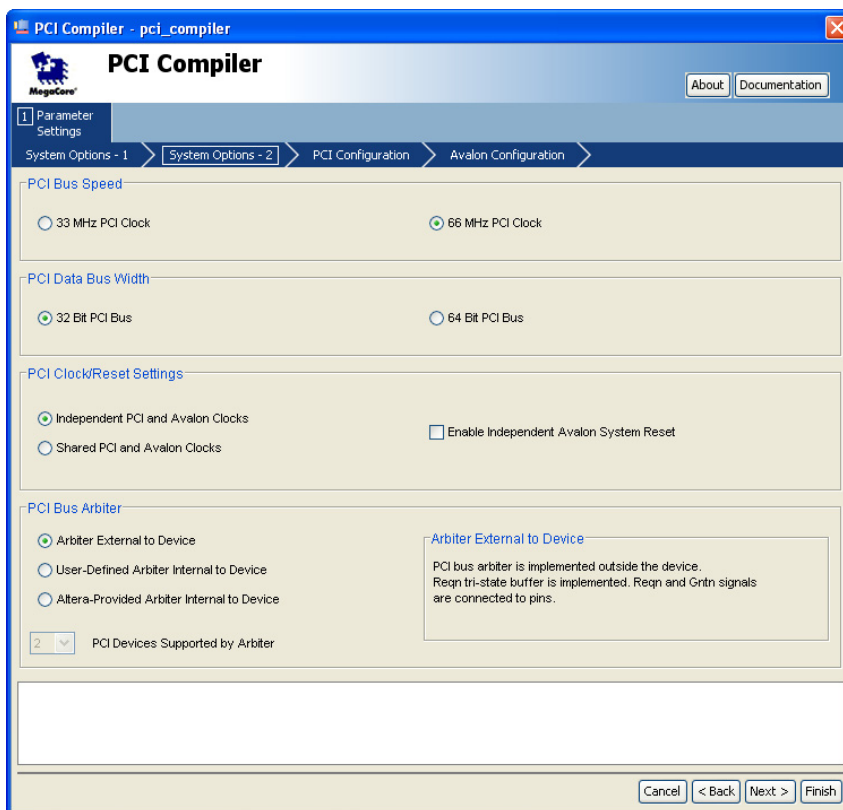 PCI Compiler - pci_compiler
MegaCore®
PCI Compiler
About
Documentation
1 Parameter
Settings
System Options - 1
System Options - 2
PCI Configuration
Avalon Configuration
PCI Bus Speed
33 MHz PCI Clock
66 MHz PCI Clock
PCI Data Bus Width
32 Bit PCI Bus
64 Bit PCI Bus
PCI Clock/Reset Settings
Independent PCI and Avalon Clocks
Shared PCI and Avalon Clocks
Enable Independent Avalon System Reset
PCI Bus Arbiter
Arbiter External to Device
User-Defined Arbiter Internal to Device
Altera-Provided Arbiter Internal to Device
2
PCI Devices Supported by Arbiter
Arbiter External to Device
PCI bus arbiter is implemented outside the device.
Reqn tri-state buffer is implemented. Reqn and Gntn signals
are connected to pins.
Cancel
< Back
Next >
Finish